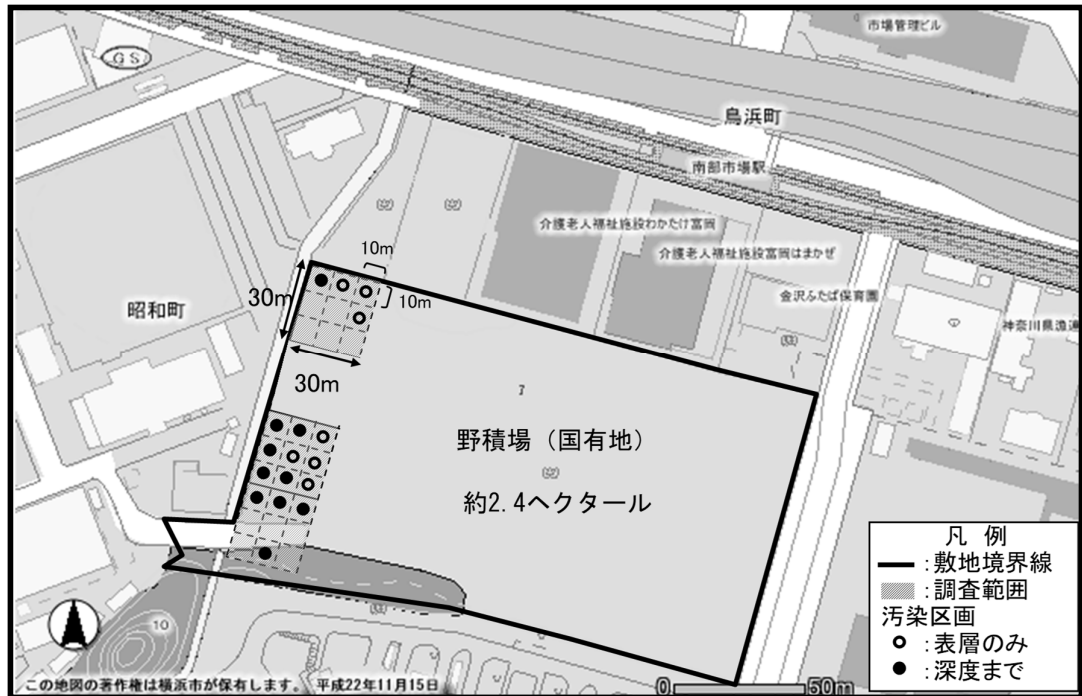 市場管理ビル
GS
鳥浜町
南部市場駅
介護老人福祉施設わかたけ富岡
介護老人福祉施設富岡はまかぜ
10m
30m
10m
昭和町
金沢ふたば保育園
神奈川県漁連
30m
7
野積場（国有地）
約2.4ヘクタール
凡 例
:敷地境界線
:調査範囲
汚染区画
:表層のみ
:深度まで
10
この地図の著作権は横浜市が保有します。 平成22年11月15日
0 50m